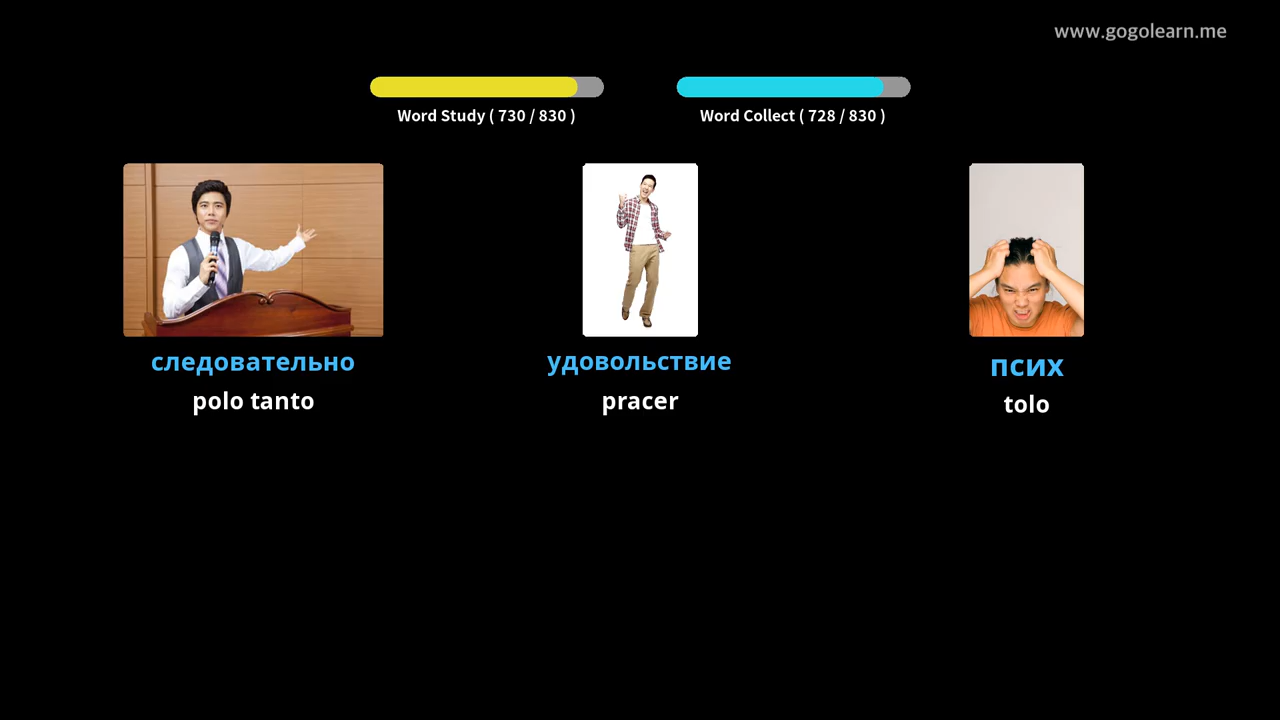 www.gogolearn.me
Word Study ( 730 / 830 )
Word Collect ( 728 / 830 )
следовательно
удовольствие
псих
polo tanto
pracer
tolo